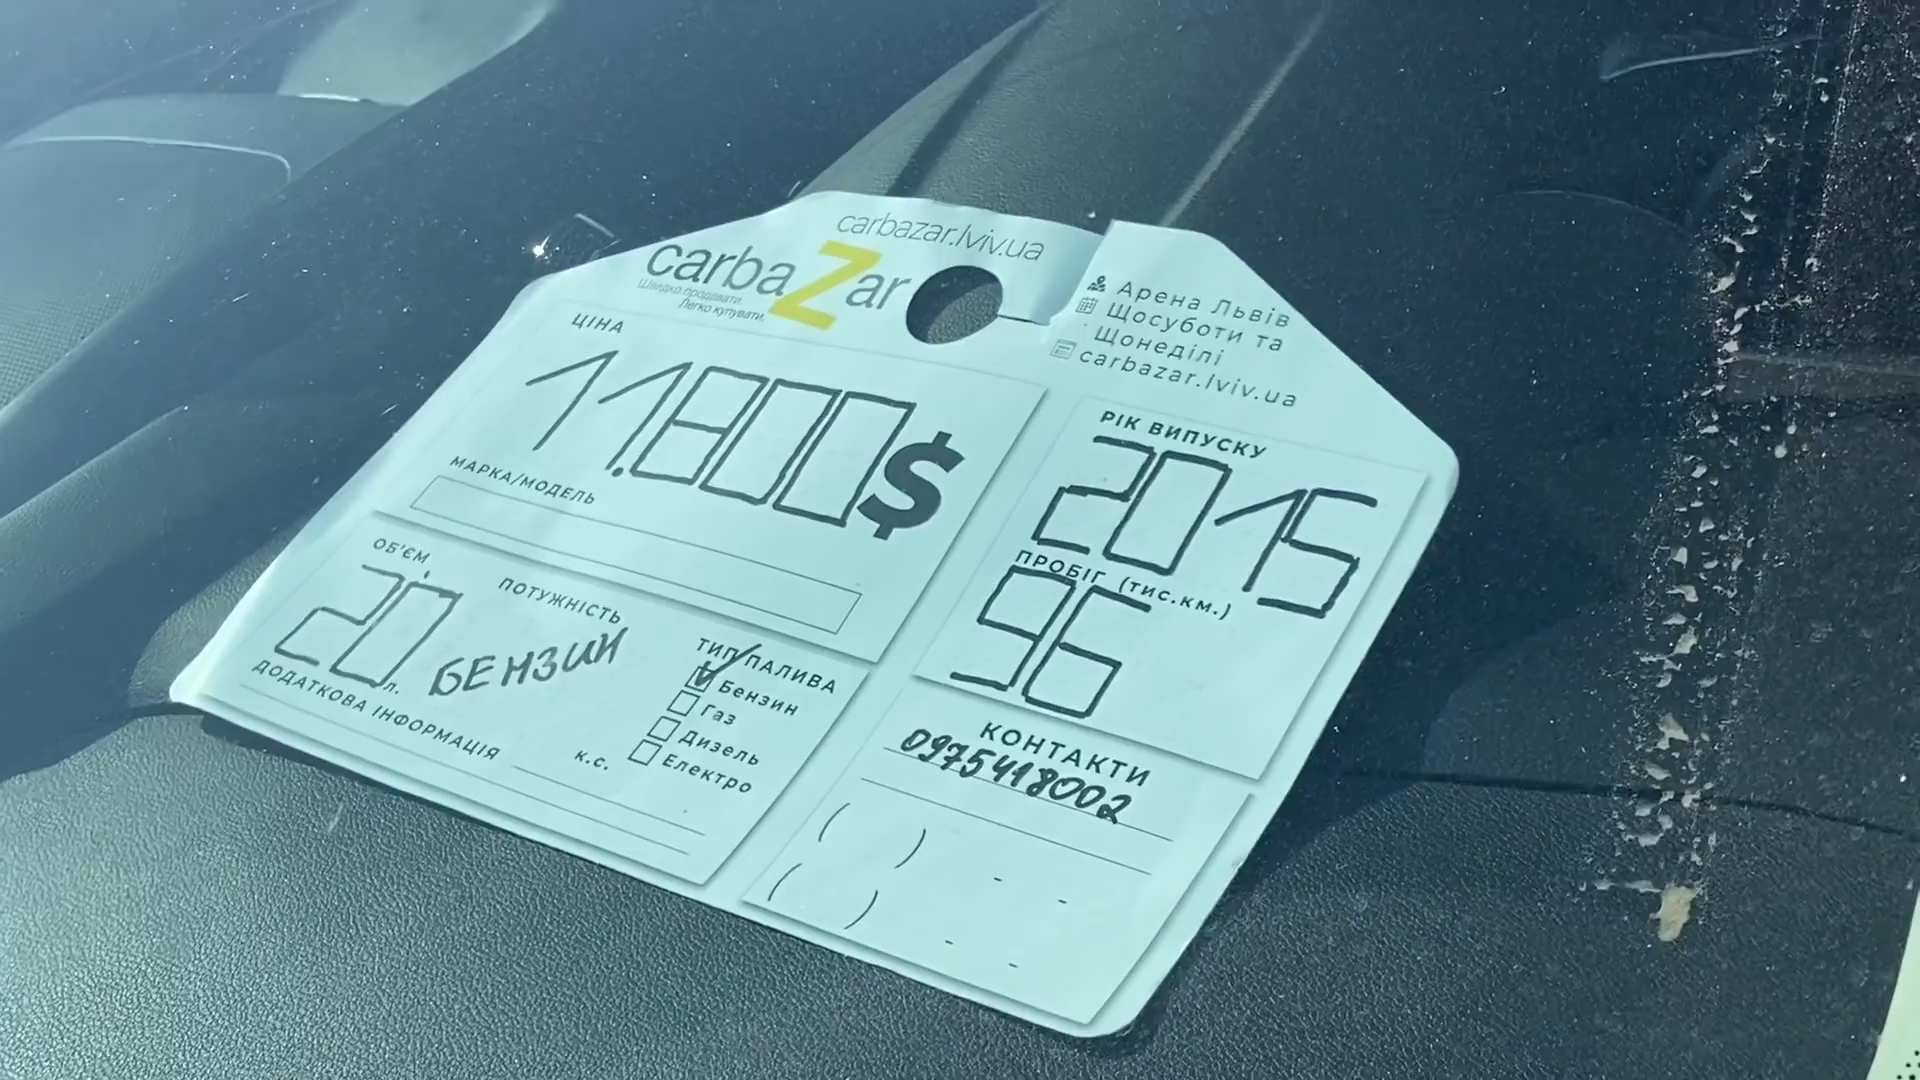 carbazar.lviv.ua
carbaZar
Швидко продавати.
Легко купувати.
Арена Львів
Щосуботи та
Щонеділі
carbazar.lviv.ua
ЦІНА
11.800$
МАРКА/МОДЕЛЬ
РІК ВИПУСКУ
2015
ПРОБІГ (тис.км.)
96
ОБ'ЄМ
2.0 л.
ПОТУЖНІСТЬ
БЕНЗИН
к.с.
ТИП ПАЛИВА
Бензин
Газ
Дизель
Електро
ДОДАТКОВА ІНФОРМАЦІЯ
КОНТАКТИ
0975418002
( ) - -
( ) - -